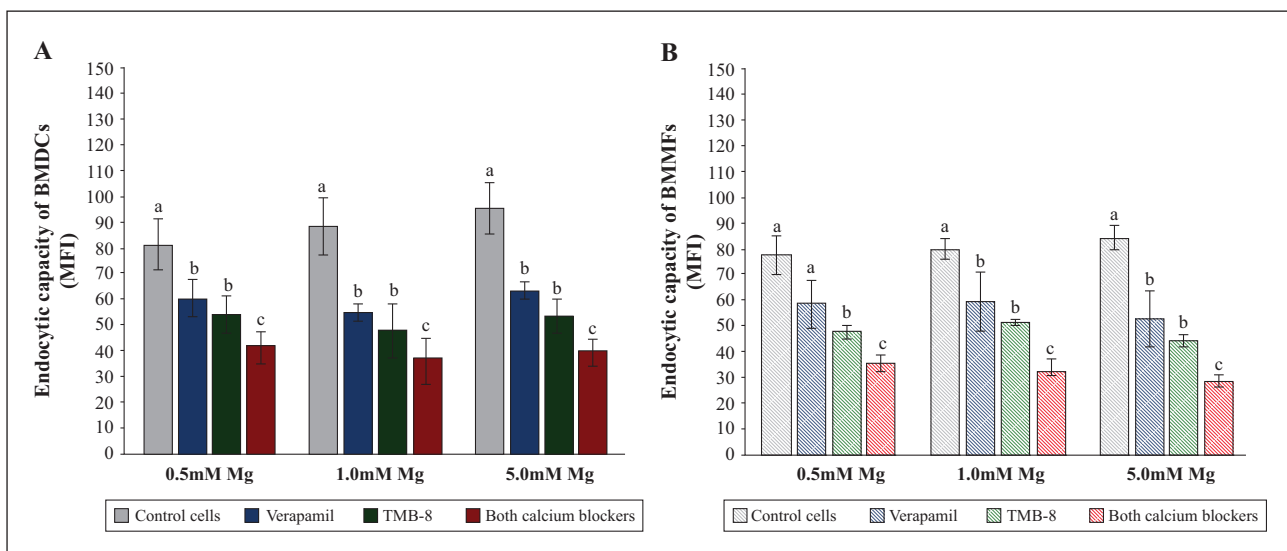 A
Endocytic capacity of BMDCs
(MFI)
150
140
130
120
110
100
90
80
70
60
50
40
30
20
10
0
a
b
b
c
a
b
b
c
a
b
b
c
0.5mM Mg
1.0mM Mg
5.0mM Mg
Control cells Verapamil TMB-8 Both calcium blockers
B
Endocytic capacity of BMMFs
(MFI)
150
140
130
120
110
100
90
80
70
60
50
40
30
20
10
0
a
a
b
c
a
b
b
c
a
b
b
c
0.5mM Mg
1.0mM Mg
5.0mM Mg
Control cells Verapamil TMB-8 Both calcium blockers